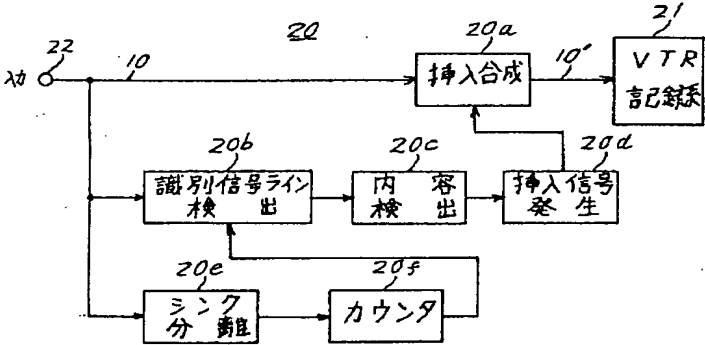 20
20a
21
22
入力
10
挿入合成
10'
VTR
記録系
20b
20c
20d
識別信号ライン
検出
内容
検出
挿入信号
発生
20e
20f
シンク
分離
カウンタ